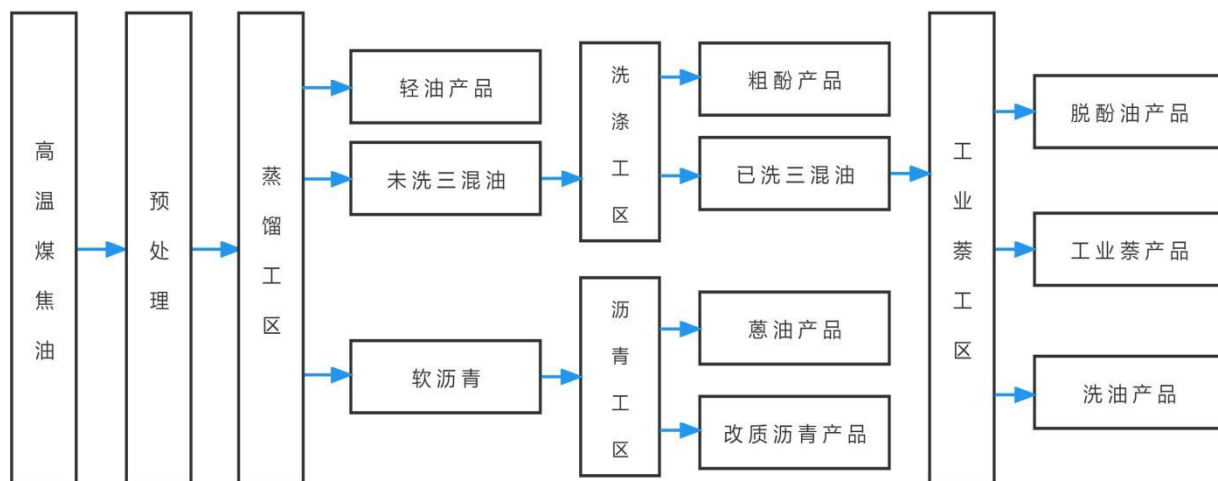 高温煤焦油
预处理
蒸馏工区
轻油产品
未洗三混油
软沥青
洗涤工区
沥青工区
粗酚产品
已洗三混油
蒽油产品
改质沥青产品
工业萘工区
脱酚油产品
工业萘产品
洗油产品